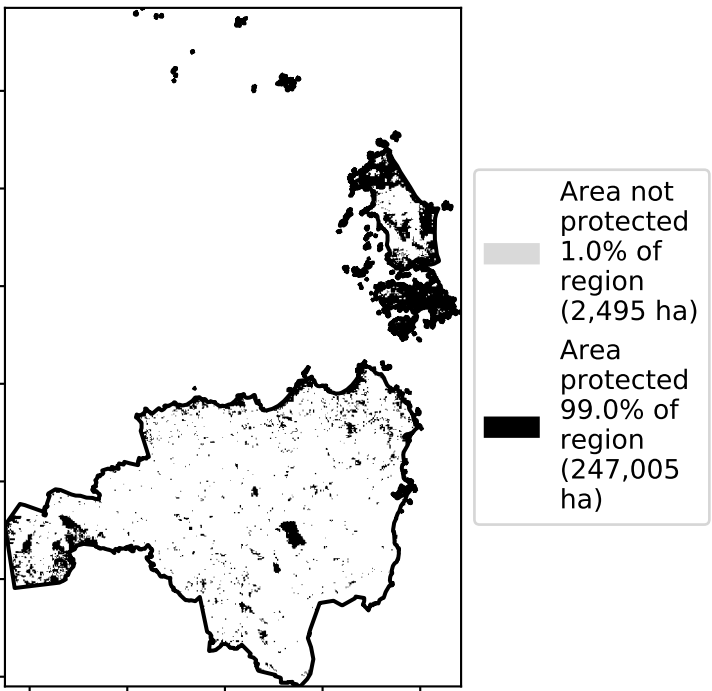 Area not
protected
1.0% of
region
(2,495 ha)
Area
protected
99.0% of
region
(247,005
ha)